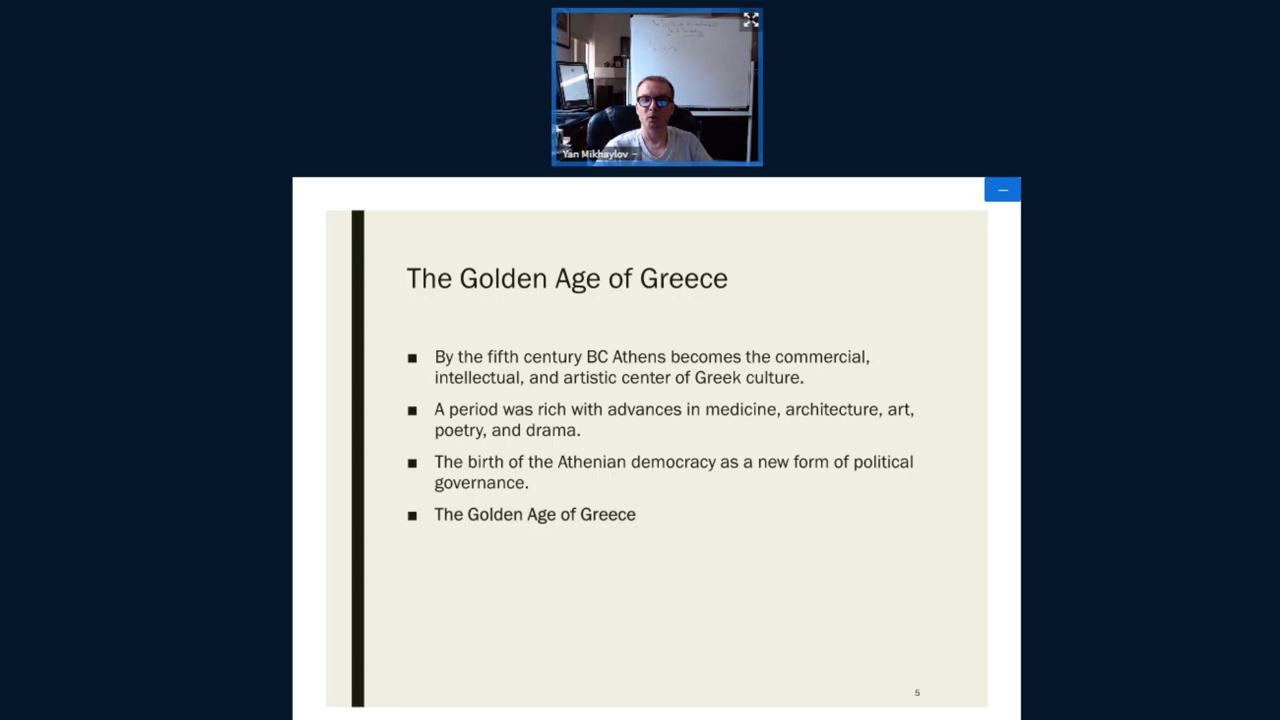 Yan Mikhaylov
The Golden Age of Greece
■ By the fifth century BC Athens becomes the commercial,
intellectual, and artistic center of Greek culture.
■ A period was rich with advances in medicine, architecture, art,
poetry, and drama.
■ The birth of the Athenian democracy as a new form of political
governance.
■ The Golden Age of Greece
5